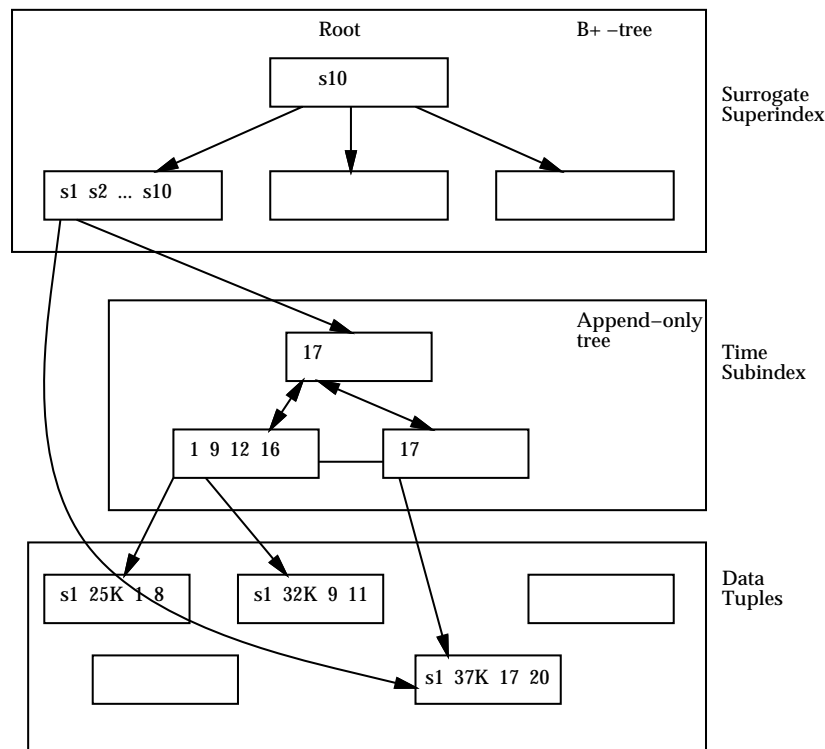 Root
B+ −tree
s10
Surrogate
Superindex
s1 s2 ... s10
Append−only
tree
17
Time
Subindex
1 9 12 16
17
Data
Tuples
s1 25K 1 8
s1 32K 9 11
s1 37K 17 20